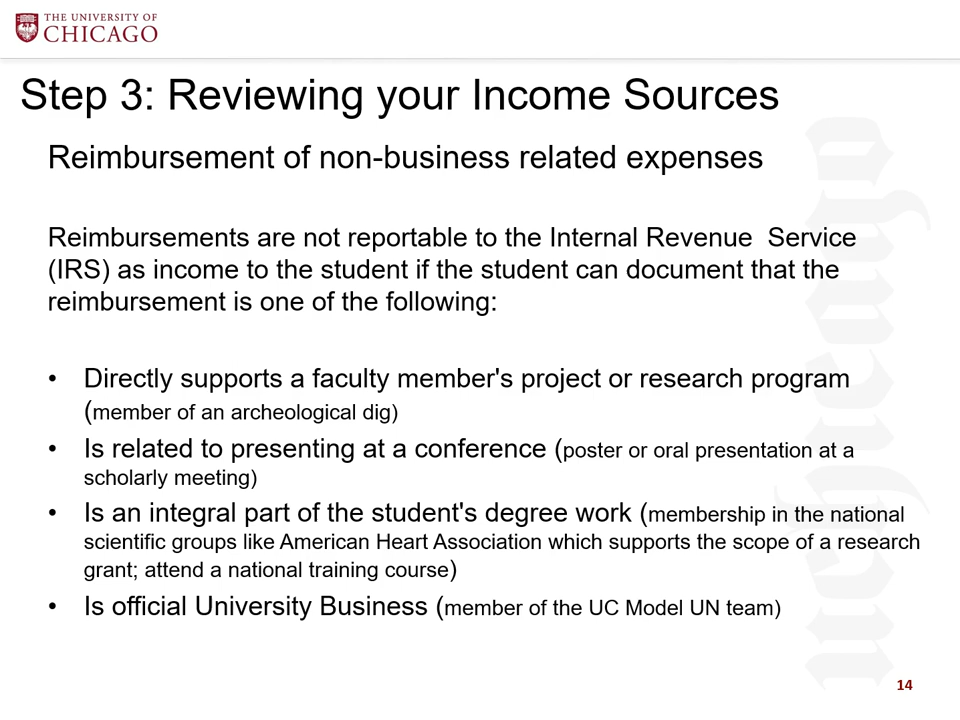 THE UNIVERSITY OF
CHICAGO
Step 3: Reviewing your Income Sources
Reimbursement of non-business related expenses
Reimbursements are not reportable to the Internal Revenue  Service
(IRS) as income to the student if the student can document that the
reimbursement is one of the following:
• Directly supports a faculty member's project or research program
(member of an archeological dig)
• Is related to presenting at a conference (poster or oral presentation at a
scholarly meeting)
• Is an integral part of the student's degree work (membership in the national
scientific groups like American Heart Association which supports the scope of a research
grant; attend a national training course)
• Is official University Business (member of the UC Model UN team)
14